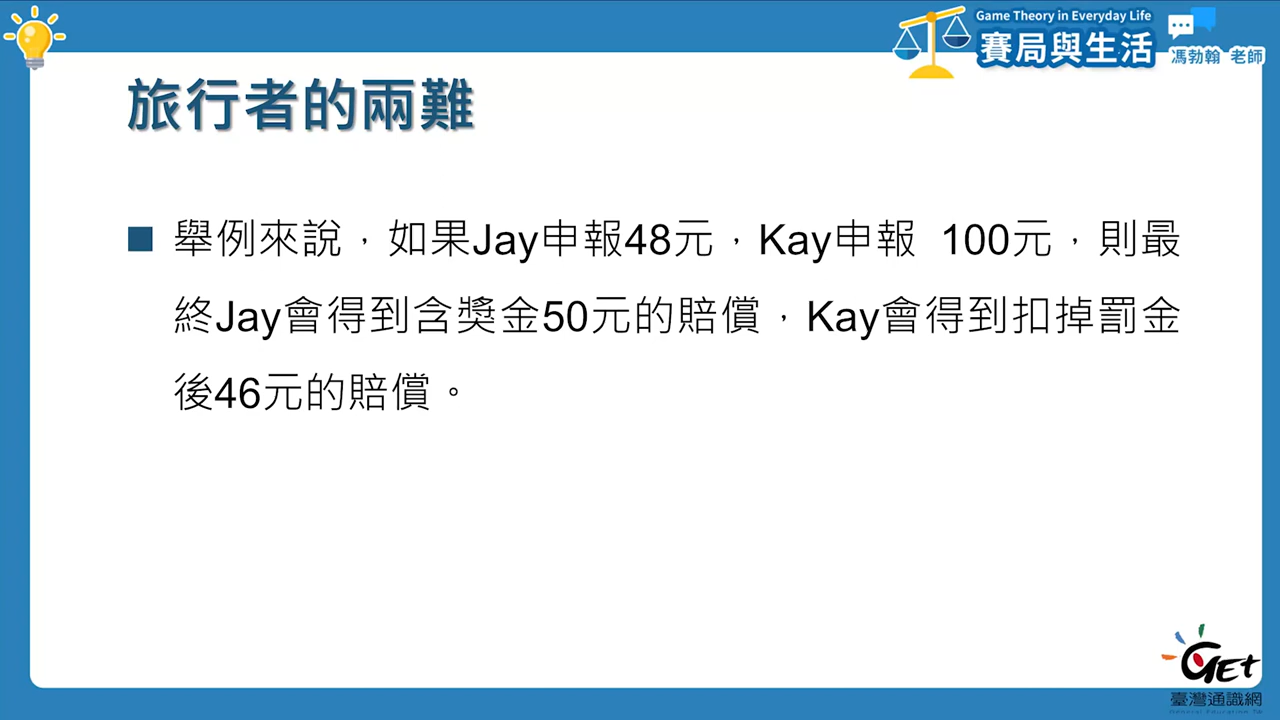 Game Theory in Everyday Life
賽局與生活
馮勃翰 老師
旅行者的兩難
舉例來說，如果Jay申報48元，Kay申報 100元，則最
終Jay會得到含獎金50元的賠償，Kay會得到扣掉罰金
後46元的賠償。
GET
臺灣通識網